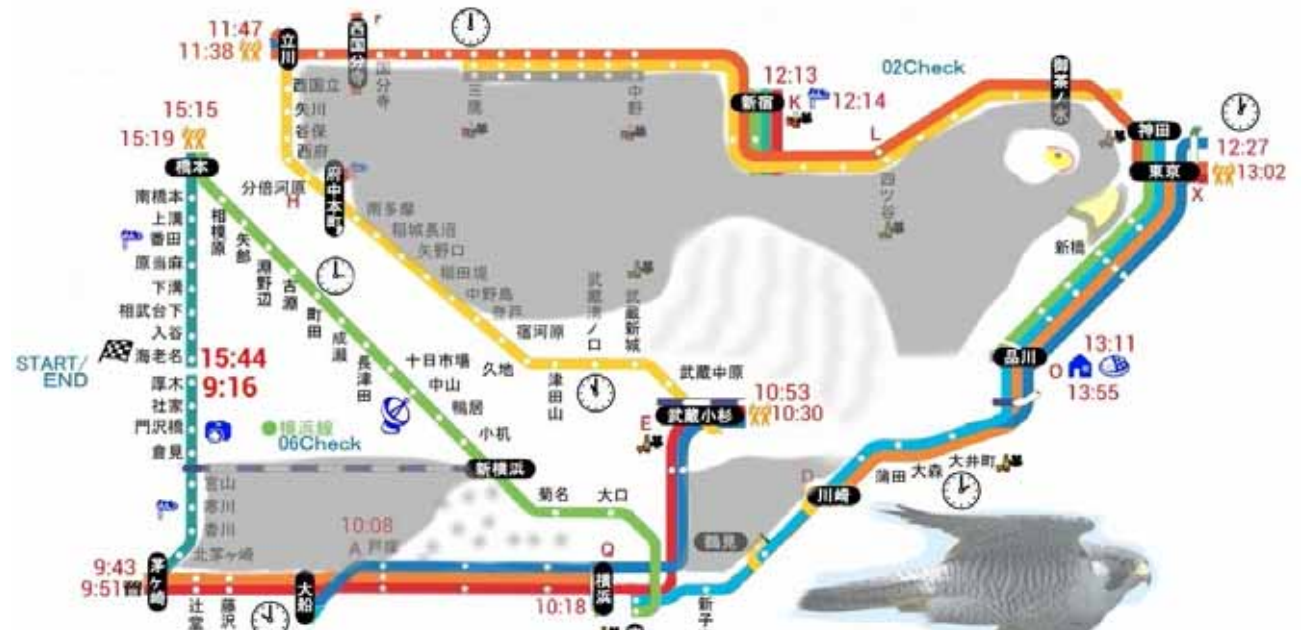 11:47
11:38
立川
西国分寺
国分寺
三鷹
中野
新宿
12:13
K
12:14
02Check
L
御茶ノ水
神田
東京
12:27
13:02
X
四ツ谷
新橋
西国立
矢川
谷保
西府
分倍河原
H
府中本町
南多摩
稲城長沼
矢野口
稲田堤
中野島
登戸
宿河原
久地
津田山
武蔵溝ノ口
武蔵新城
武蔵中原
武蔵小杉
10:53
10:30
E
15:15
15:19
橋本
南橋本
上溝
番田
原当麻
下溝
相武台下
入谷
海老名
START/
END
15:44
9:16
厚木
社家
門沢橋
倉見
宮山
寒川
香川
北茅ヶ崎
相模原
矢部
淵野辺
古淵
町田
成瀬
長津田
十日市場
中山
鴨居
小机
横浜線
06Check
新横浜
菊名
大口
品川
O
13:11
13:55
大井町
大森
蒲田
D
川崎
鶴見
新子
9:43
9:51
茅ヶ崎
辻堂
藤沢
大船
10:08
A
戸塚
Q
横浜
10:18